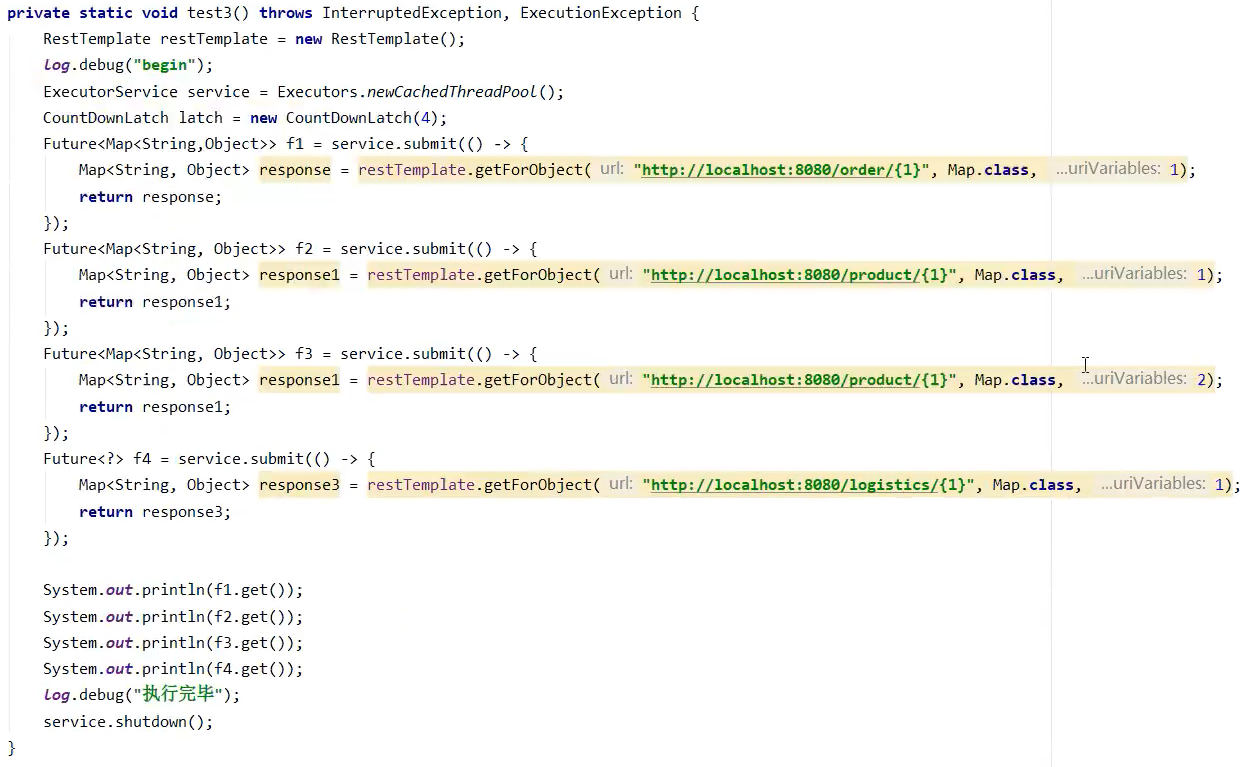 private static void test3() throws InterruptedException, ExecutionException {
    RestTemplate restTemplate = new RestTemplate();
    log.debug("begin");
    ExecutorService service = Executors.newCachedThreadPool();
    CountDownLatch latch = new CountDownLatch(4);
    Future<Map<String,Object>> f1 = service.submit(() -> {
        Map<String, Object> response = restTemplate.getForObject( url: "http://localhost:8080/order/{1}", Map.class, ...uriVariables: 1);
        return response;
    });
    Future<Map<String, Object>> f2 = service.submit(() -> {
        Map<String, Object> response1 = restTemplate.getForObject( url: "http://localhost:8080/product/{1}", Map.class, ...uriVariables: 1);
        return response1;
    });
    Future<Map<String, Object>> f3 = service.submit(() -> {
        Map<String, Object> response1 = restTemplate.getForObject( url: "http://localhost:8080/product/{1}", Map.class, ...uriVariables: 2);
        return response1;
    });
    Future<?> f4 = service.submit(() -> {
        Map<String, Object> response3 = restTemplate.getForObject( url: "http://localhost:8080/logistics/{1}", Map.class, ...uriVariables: 1);
        return response3;
    });

    System.out.println(f1.get());
    System.out.println(f2.get());
    System.out.println(f3.get());
    System.out.println(f4.get());
    log.debug("执行完毕");
    service.shutdown();
}